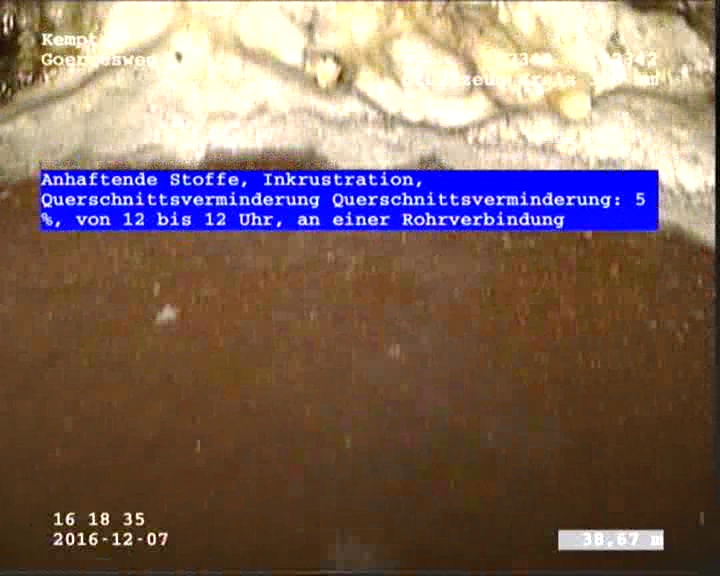 Anhaftende Stoffe, Inkrustration,
Querschnittsverminderung Querschnittsverminderung: 5
%, von 12 bis 12 Uhr, an einer Rohrverbindung
16 18 35
2016-12-07
38,67 m